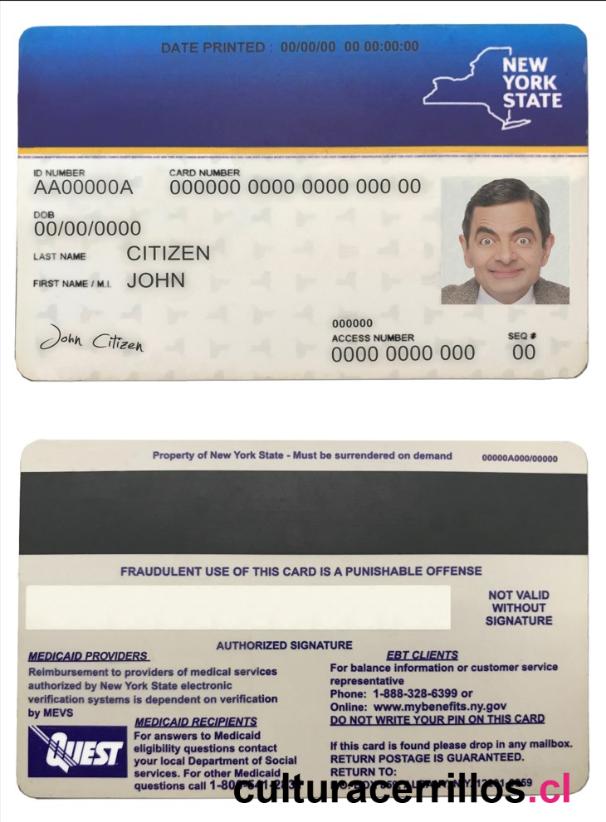 DATE PRINTED : 00/00/00 00 00:00:00
NEW
YORK
STATE
ID NUMBER
AA00000A
CARD NUMBER
000000 0000 0000 000 00
DOB
00/00/0000
LAST NAME CITIZEN
FIRST NAME / M.I. JOHN
John Citizen
000000
ACCESS NUMBER
0000 0000 000
SEQ #
00
Property of New York State - Must be surrendered on demand
00000A000/00000
FRAUDULENT USE OF THIS CARD IS A PUNISHABLE OFFENSE
NOT VALID
WITHOUT
SIGNATURE
AUTHORIZED SIGNATURE
MEDICAID PROVIDERS
Reimbursement to providers of medical services
authorized by New York State electronic
verification systems is dependent on verification
by MEVS
QUEST
MEDICAID RECIPIENTS
For answers to Medicaid
eligibility questions contact
your local Department of Social
services. For other Medicaid
questions call
EBT CLIENTS
For balance information or customer service
representative
Phone: 1-888-328-6399 or
Online: www.mybenefits.ny.gov
DO NOT WRITE YOUR PIN ON THIS CARD
If this card is found please drop in any mailbox.
RETURN POSTAGE IS GUARANTEED.
RETURN TO:
culturacerrillos.cl